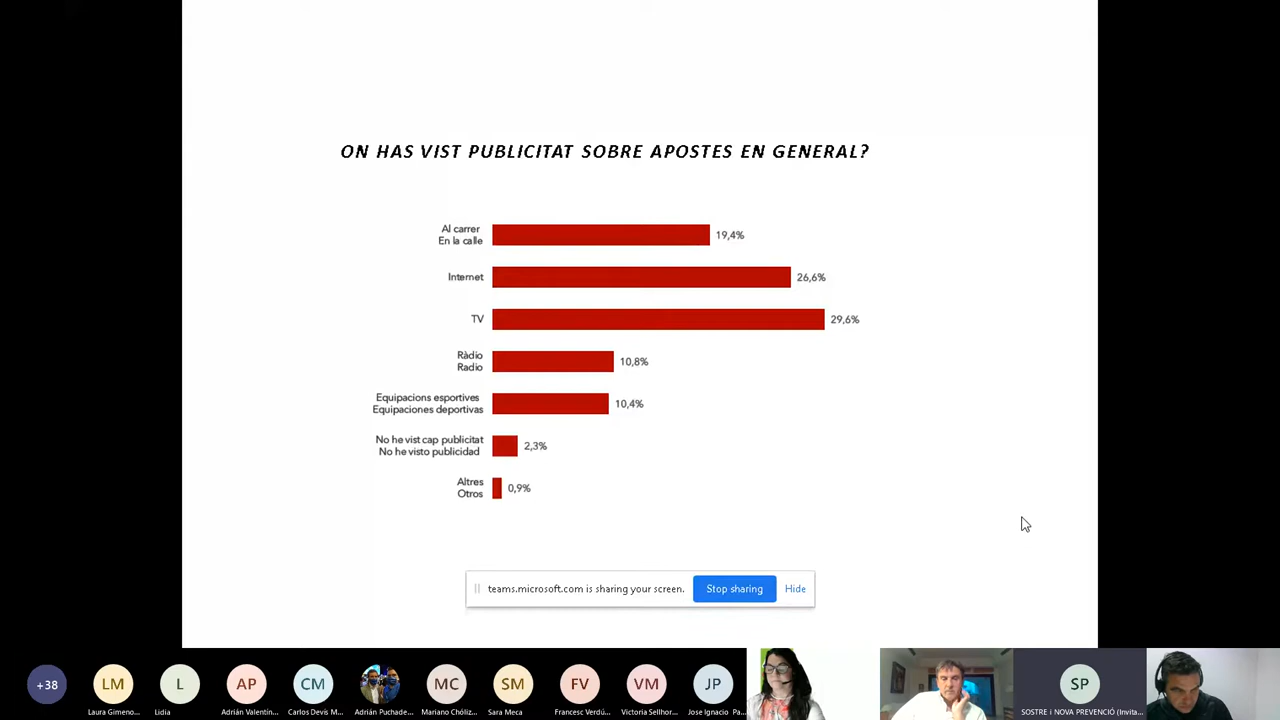 ON HAS VIST PUBLICITAT SOBRE APOSTES EN GENERAL?
Al carrer
En la calle
19,4%
Internet
26,6%
TV
29,6%
Ràdio
Radio
10,8%
Equipacions esportives
Equipaciones deportivas
10,4%
No he vist cap publicitat
No he visto publicidad
2,3%
Altres
Otros
0,9%
teams.microsoft.com is sharing your screen.
Stop sharing
Hide
+38
LM
L
AP
CM
MC
SM
FV
VM
JP
SP
Laura Gimeno...
Lidia
Adrián Valentín...
Carlos Devis M...
Adrián Puchade...
Mariano Chóliz...
Sara Meca
Francesc Verdú...
Victoria Sellhor...
Jose Ignacio Pa...
SOSTRE i NOVA PREVENCIÓ (Invita...